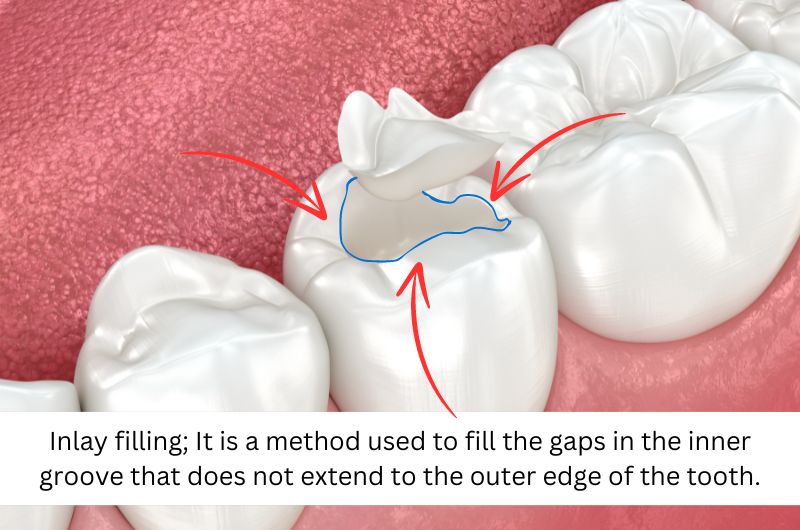 Inlay filling; It is a method used to fill the gaps in the inner
groove that does not extend to the outer edge of the tooth.